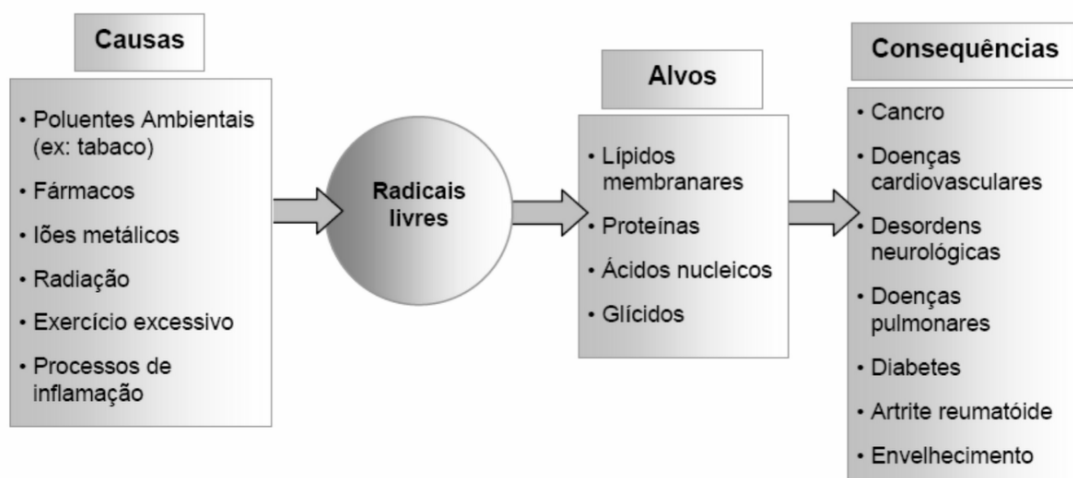 Causas
• Poluentes Ambientais
(ex: tabaco)
• Fármacos
• Iões metálicos
• Radiação
• Exercício excessivo
• Processos de
inflamação
Radicais
livres
Alvos
• Lípidos
membranares
• Proteínas
• Ácidos nucleicos
• Glícidos
Consequências
• Cancro
• Doenças
cardiovasculares
• Desordens
neurológicas
• Doenças
pulmonares
• Diabetes
• Artrite reumatóide
• Envelhecimento